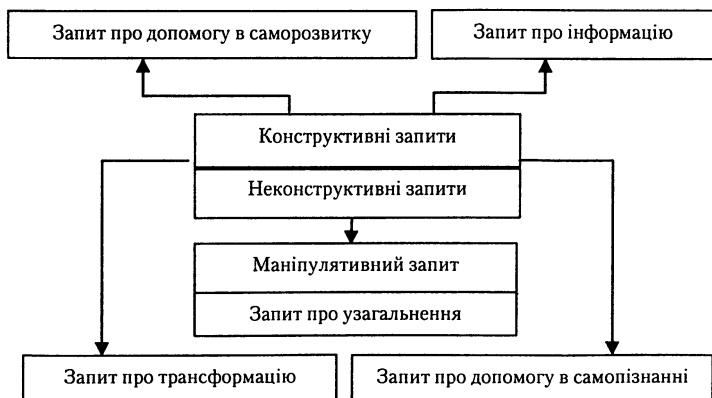 Запит про допомогу в саморозвитку
Запит про інформацію
Конструктивні запити
Неконструктивні запити
Маніпулятивний запит
Запит про узагальнення
Запит про трансформацію
Запит про допомогу в самопізнанні